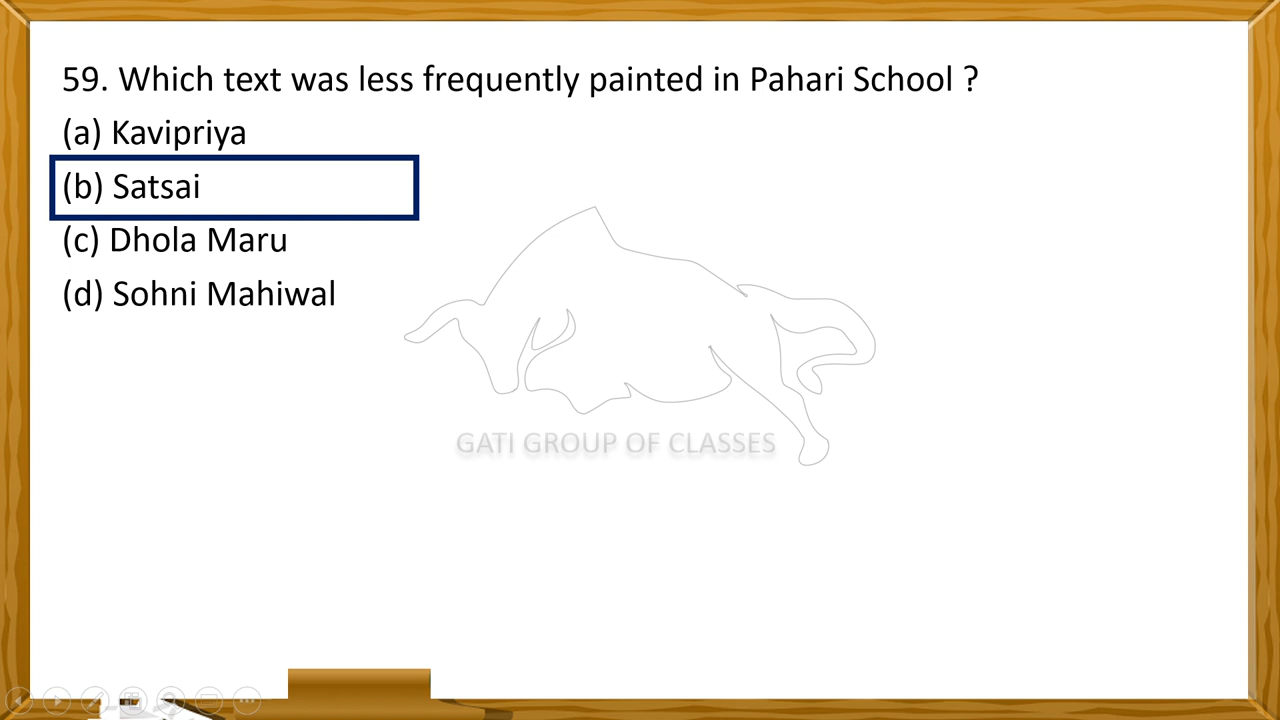 59. Which text was less frequently painted in Pahari School ?
(a) Kavipriya
(b) Satsai
(c) Dhola Maru
(d) Sohni Mahiwal
GATI GROUP OF CLASSES